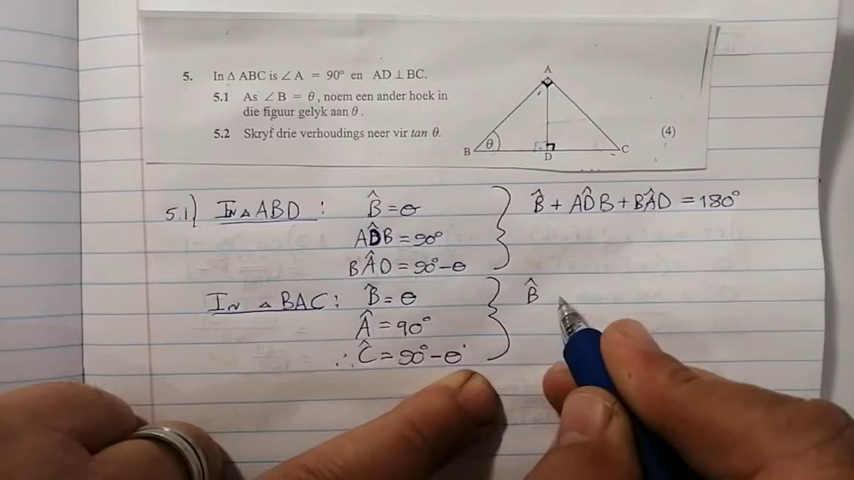 5. In △ ABC is ∠ A = 90° en AD ⊥ BC.
5.1 As ∠B = θ, noem een ander hoek in
die figuur gelyk aan θ.
5.2 Skryf drie verhoudings neer vir tan θ.
(4)
A
B
θ
D
C
5.1) In △ABD : B̂ = θ
AD̂B = 90°
BÂD = 90° - θ
B̂ + AD̂B + BÂD = 180°
In △BAC : B̂ = θ
Â = 90°
∴ Ĉ = 90° - θ
B̂